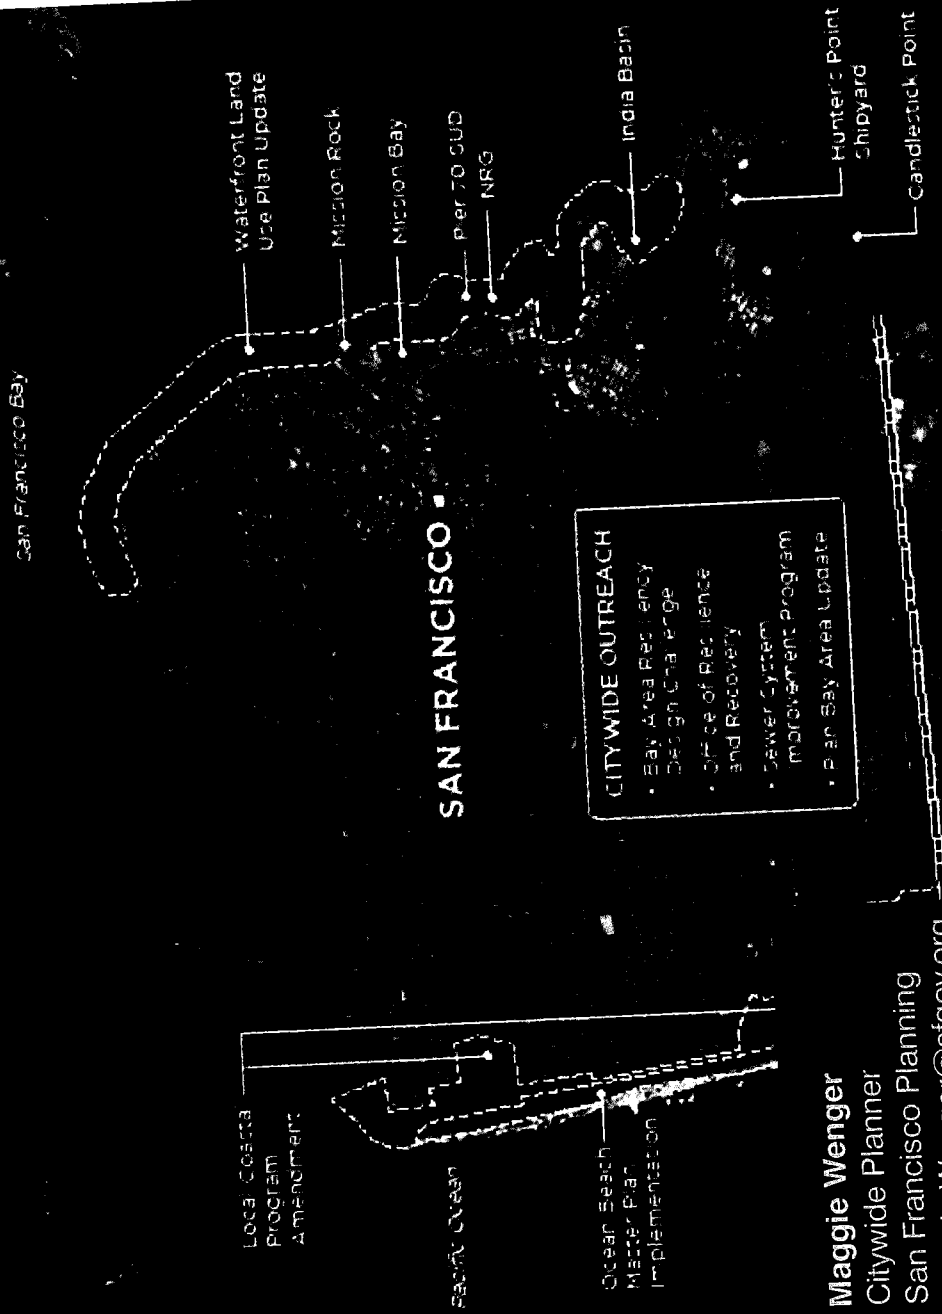 San Francisco Bay
Waterfront Land
Use Plan Update
Mission Rock
Mission Bay
Pier 70 SUD
NRG
India Basin
Hunter's Point
Shipyard
Candlestick Point
SAN FRANCISCO
CITYWIDE OUTREACH
• Bay Area Resiliency
Design Challenge
• Office of Resilience
and Recovery
• Sewer System
Improvement Program
• Plan Bay Area Update
Local Coastal
Program
Amendment
Pacific Ocean
Ocean Beach
Master Plan
Implementation
Maggie Wenger
Citywide Planner
San Francisco Planning